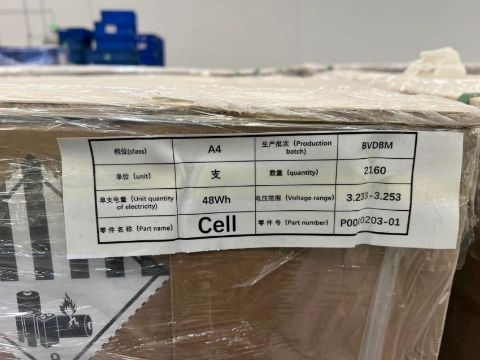 档位(class) A4 生产批次 (Production batch) BVDBM
单位 (unit) 支 数量 (quantity) 2160
单支电量 (Unit quantity of electricity) 48Wh 电压范围 (Voltage range) 3.233-3.253
零件名称 (Part name) Cell 零件号 (Part number) P0000203-01
9